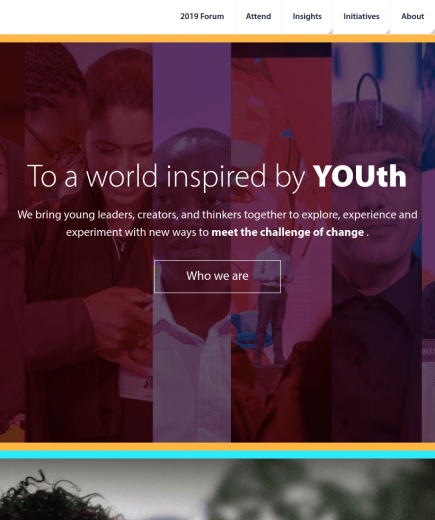 2019 Forum Attend Insights Initiatives About
To a world inspired by YOUth
We bring young leaders, creators, and thinkers together to explore, experience and
experiment with new ways to meet the challenge of change .
Who we are